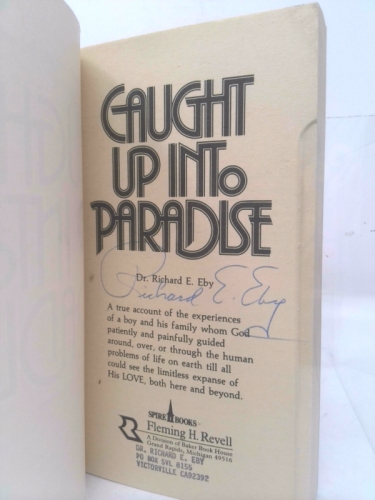 CAUGHT
UP INTo
PARADISE
Dr. Richard E. Eby
Richard E. Eby
A true account of the experiences
of a boy and his family whom God
patiently and painfully guided
around, over, or through the human
problems of life on earth till all
could see the limitless expanse of
His LOVE, both here and beyond.
SPIRE BOOKS
R
Fleming H. Revell
A Division of Baker Book House
Grand Rapids, Michigan 49516
DR. RICHARD E. EBY
PO BOX SVL 8155
VICTORVILLE CA92392